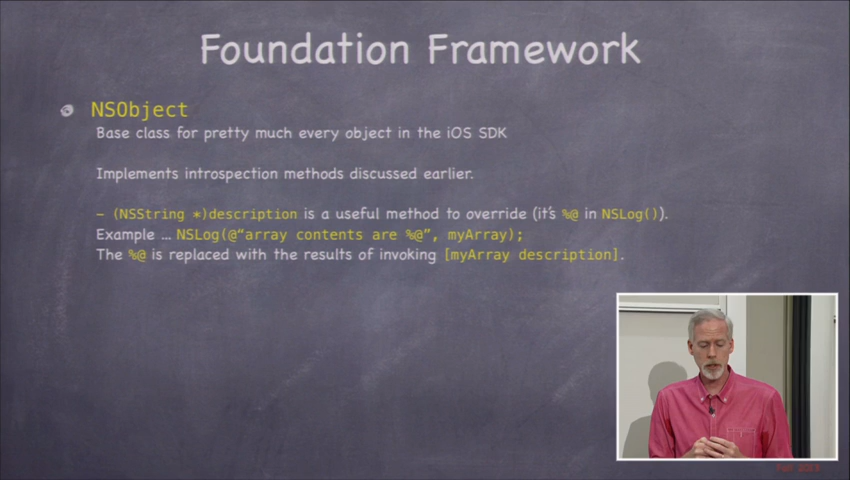 Foundation Framework
NSObject
Base class for pretty much every object in the iOS SDK
Implements introspection methods discussed earlier.
- (NSString *)description is a useful method to override (it's %@ in NSLog()).
Example ... NSLog(@“array contents are %@”, myArray);
The %@ is replaced with the results of invoking [myArray description].
Fall 2013